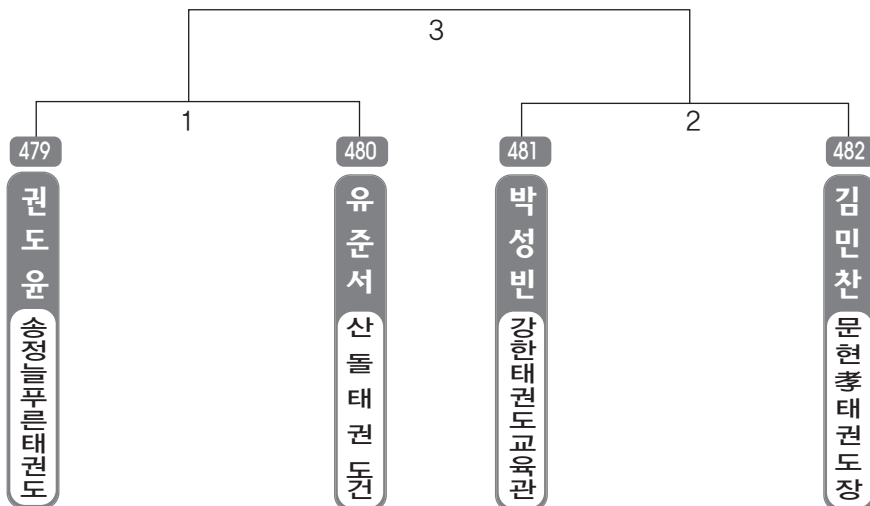 3
1
2
479
480
481
482
권도윤
유준서
박성빈
김민찬
송정늘푸른태권도
산돌태권도건
강한태권도교육관
문현孝태권도장